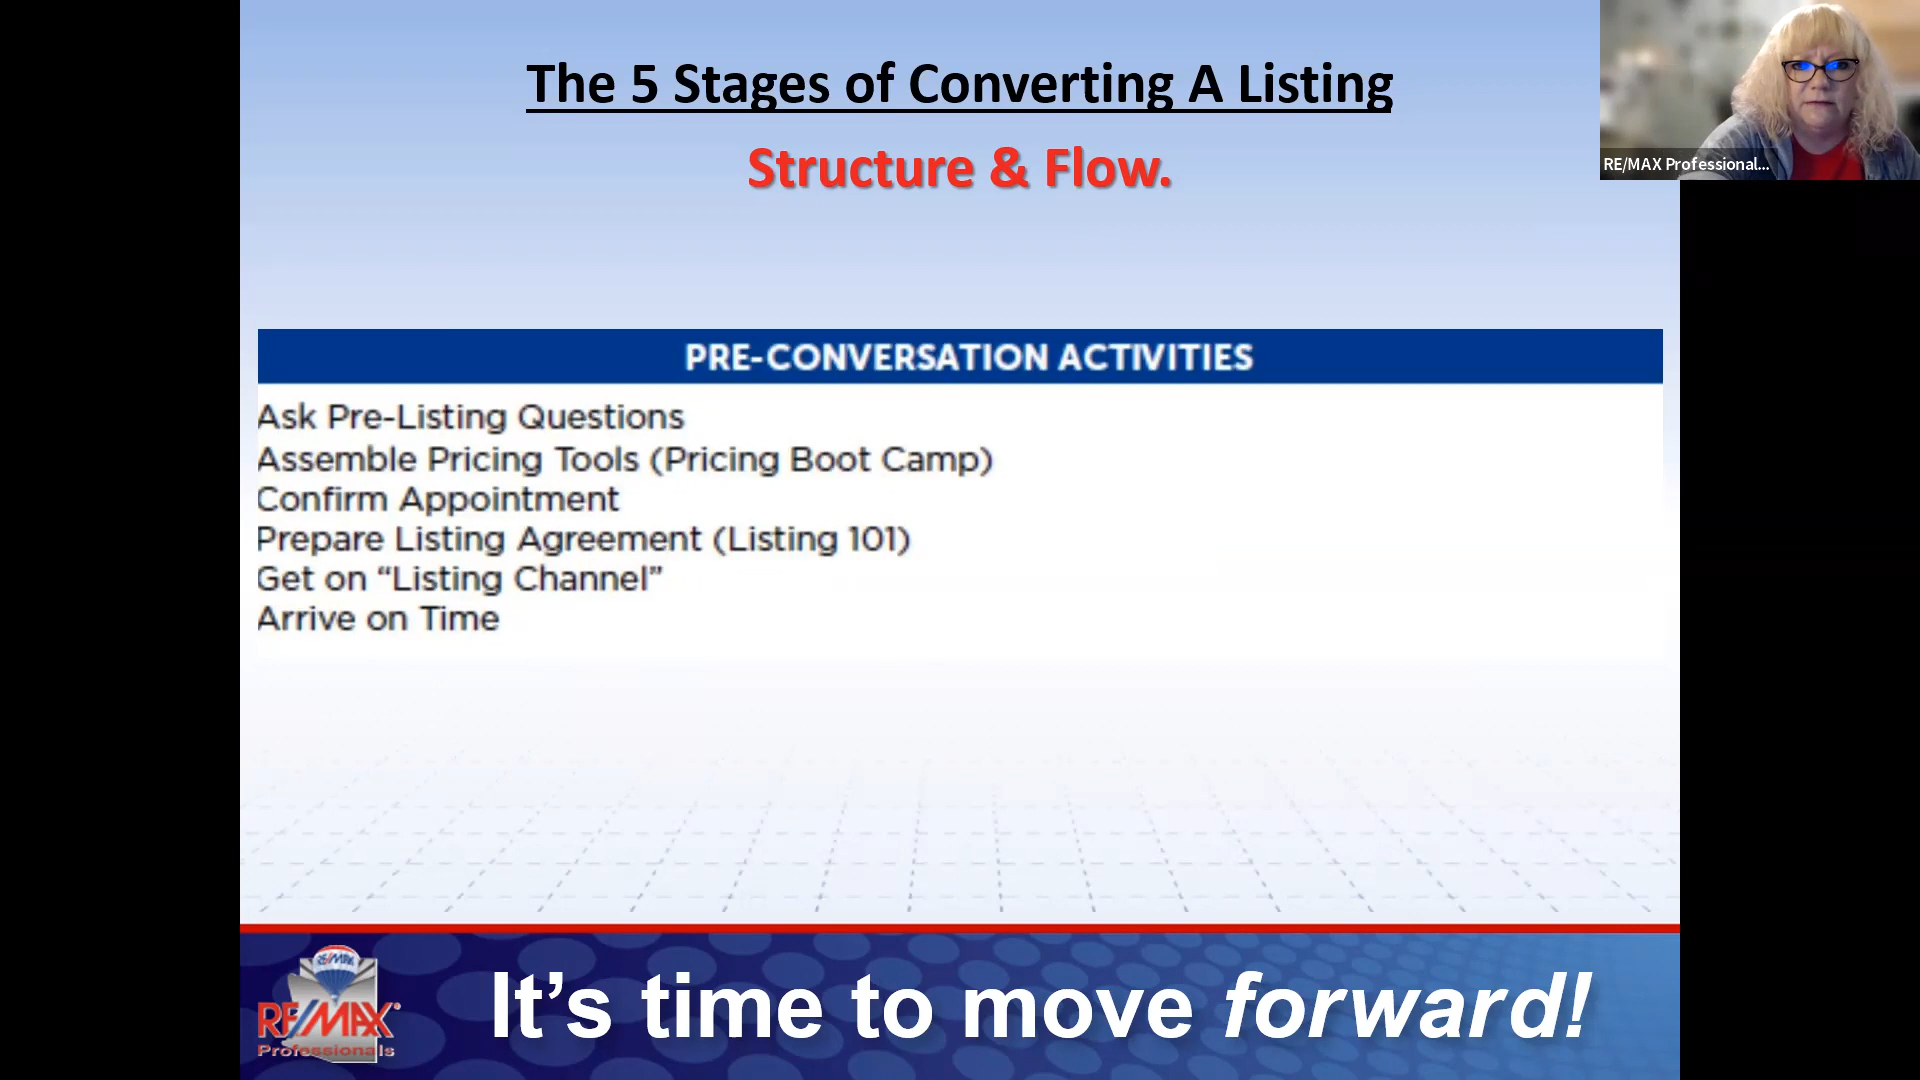 The 5 Stages of Converting A Listing
Structure & Flow.
RE/MAX Professional...
PRE-CONVERSATION ACTIVITIES
Ask Pre-Listing Questions
Assemble Pricing Tools (Pricing Boot Camp)
Confirm Appointment
Prepare Listing Agreement (Listing 101)
Get on “Listing Channel”
Arrive on Time
RE/MAX
RE/MAX
Professionals
It’s time to move forward!